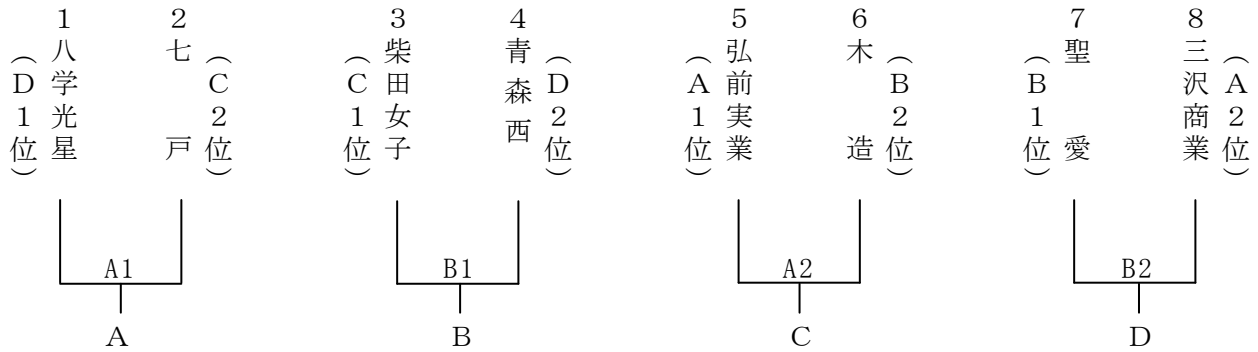 1 八学光星 (D1位)
2 七戸 (C2位)
3 柴田女子 (C1位)
4 青森西 (D2位)
5 弘前実業 (A1位)
6 木造 (B2位)
7 聖愛 (B1位)
8 三沢商業 (A2位)
A1
B1
A2
B2
A
B
C
D